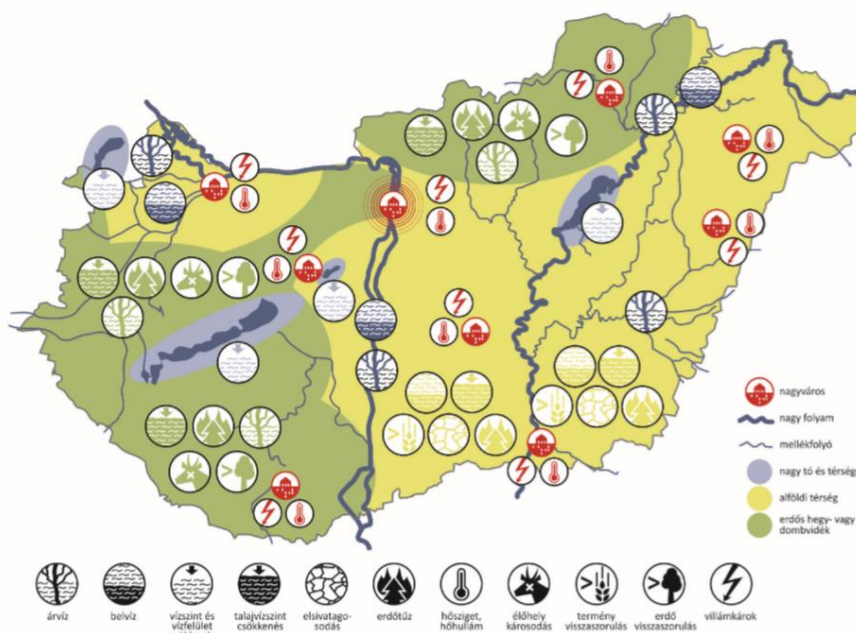 nagyváros
nagy folyam
mellékfolyó
nagy tó és térség
alföldi térség
erdős hegy- vagy
dombvidék
árvíz
belvíz
vízszint és
vízfelület
talajvízszint
csökkenés
elsivatago-
sodás
erdőtűz
hősziget,
hőhullám
élőhely
károsodás
termény
visszaszorulás
erdő
visszaszorulás
villámkárok